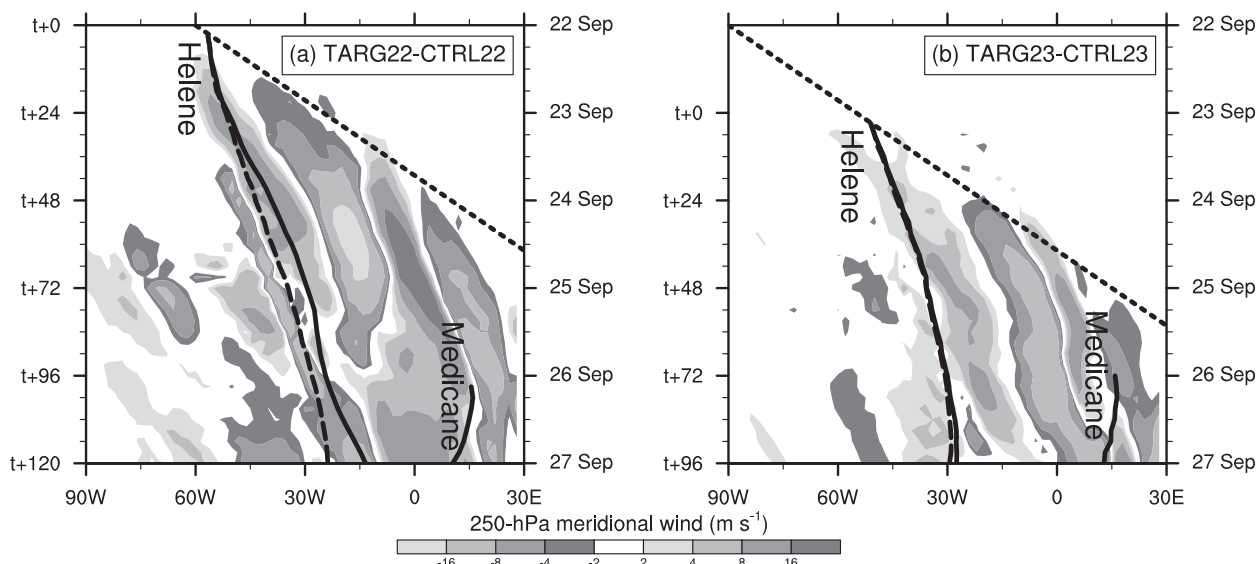 t+0
t+24
t+48
t+72
t+96
t+120
(a) TARG22-CTRL22
Helene
Medicane
22 Sep
23 Sep
24 Sep
25 Sep
26 Sep
27 Sep
90W 60W 30W 0 30E
t+0
t+24
t+48
t+72
t+96
(b) TARG23-CTRL23
Helene
Medicane
22 Sep
23 Sep
24 Sep
25 Sep
26 Sep
27 Sep
90W 60W 30W 0 30E
250-hPa meridional wind (m s⁻¹)
-16 -8 -4 -2 2 4 8 16